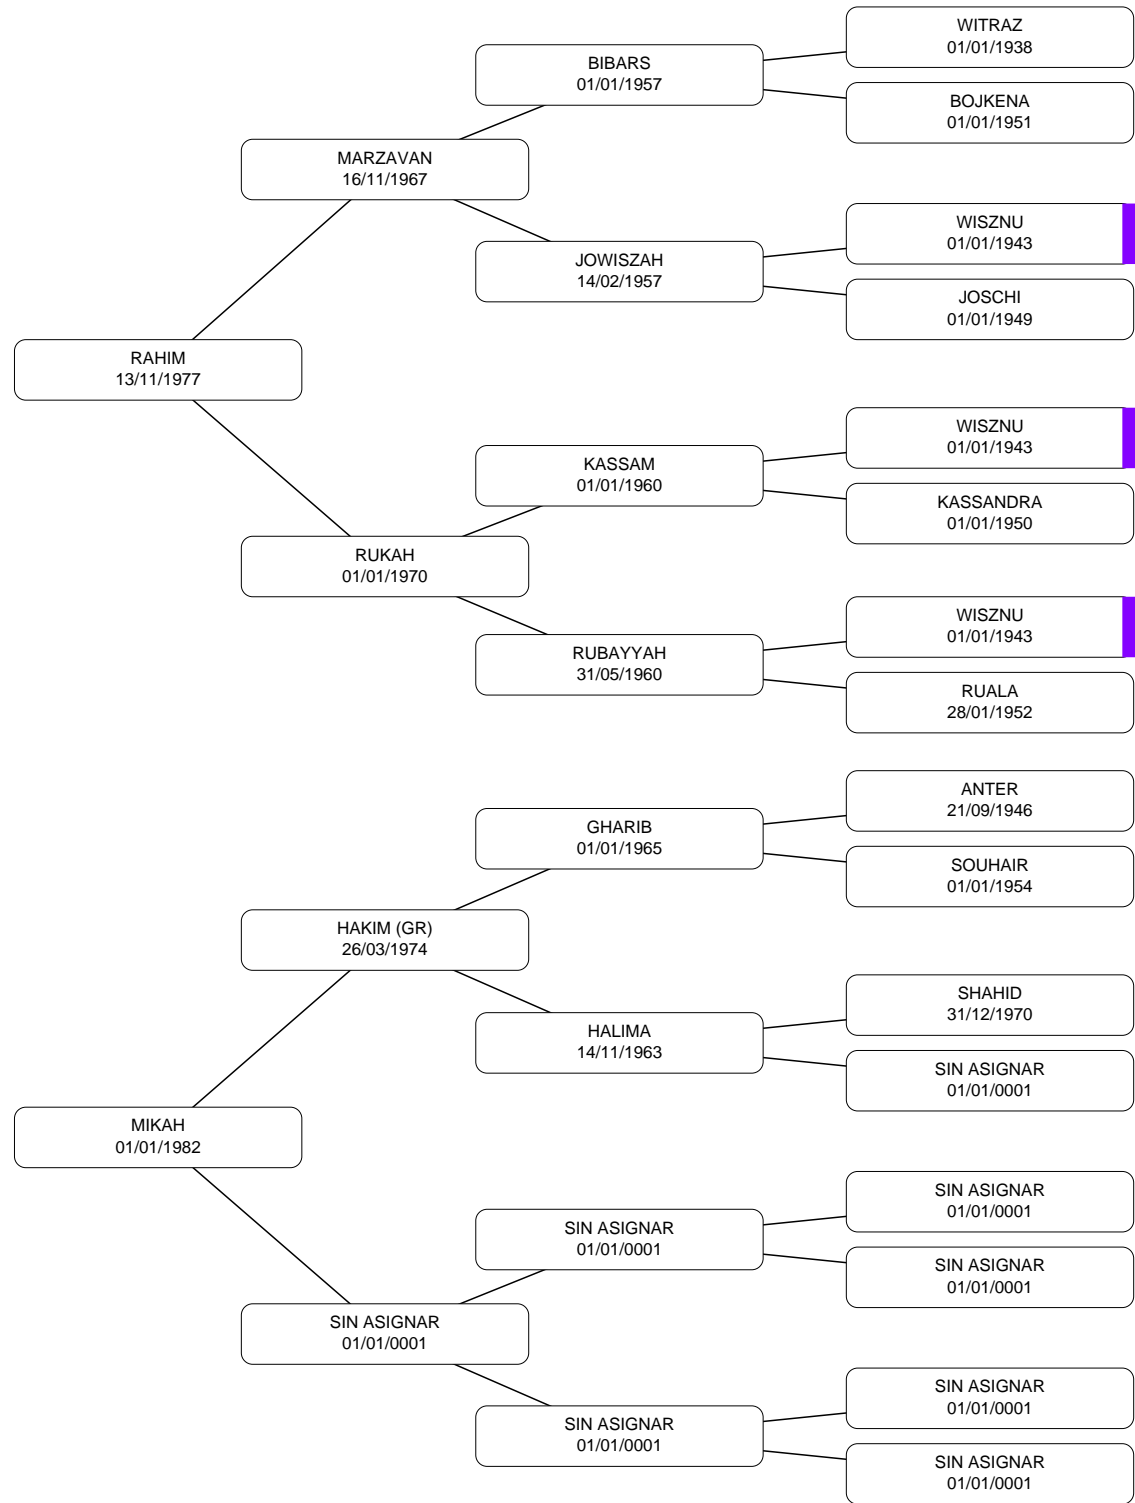 WITRAZ
01/01/1938
BIBARS
01/01/1957
BOJKENA
01/01/1951
MARZAVAN
16/11/1967
WISZNU
01/01/1943
JOWISZAH
14/02/1957
JOSCHI
01/01/1949
RAHIM
13/11/1977
WISZNU
01/01/1943
KASSAM
01/01/1960
KASSANDRA
01/01/1950
RUKAH
01/01/1970
WISZNU
01/01/1943
RUBAYYAH
31/05/1960
RUALA
28/01/1952
ANTER
21/09/1946
GHARIB
01/01/1965
SOUHAIR
01/01/1954
HAKIM (GR)
26/03/1974
SHAHID
31/12/1970
HALIMA
14/11/1963
SIN ASIGNAR
01/01/0001
MIKAH
01/01/1982
SIN ASIGNAR
01/01/0001
SIN ASIGNAR
01/01/0001
SIN ASIGNAR
01/01/0001
SIN ASIGNAR
01/01/0001
SIN ASIGNAR
01/01/0001
SIN ASIGNAR
01/01/0001
SIN ASIGNAR
01/01/0001